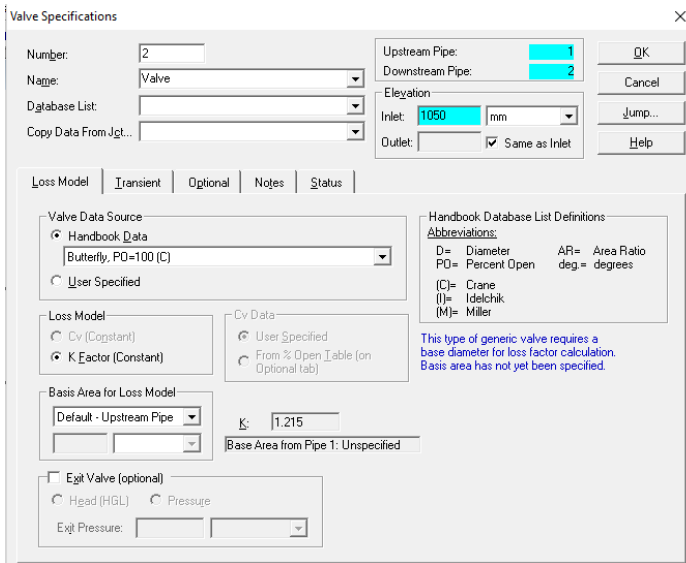 Valve Specifications
Number: 2
Name: Valve
Database List:
Copy Data From Jct...
Upstream Pipe: 1
Downstream Pipe: 2
Elevation
Inlet: 1050 mm
Outlet: Same as Inlet
OK
Cancel
Jump...
Help
Loss Model Transient Optional Notes Status
Valve Data Source
Handbook Data
Butterfly, PO=100 (C)
User Specified
Handbook Database List Definitions
Abbreviations:
D= Diameter AR= Area Ratio
PO= Percent Open deg.= degrees
(C)= Crane
(I)= Idelchik
(M)= Miller
Loss Model
Cv (Constant)
K Factor (Constant)
Cv Data
User Specified
From % Open Table (on
Optional tab)
This type of generic valve requires a
base diameter for loss factor calculation.
Basis area has not yet been specified.
Basis Area for Loss Model
Default - Upstream Pipe
K: 1.215
Base Area from Pipe 1: Unspecified
Exit Valve (optional)
Head (HGL) Pressure
Exit Pressure: